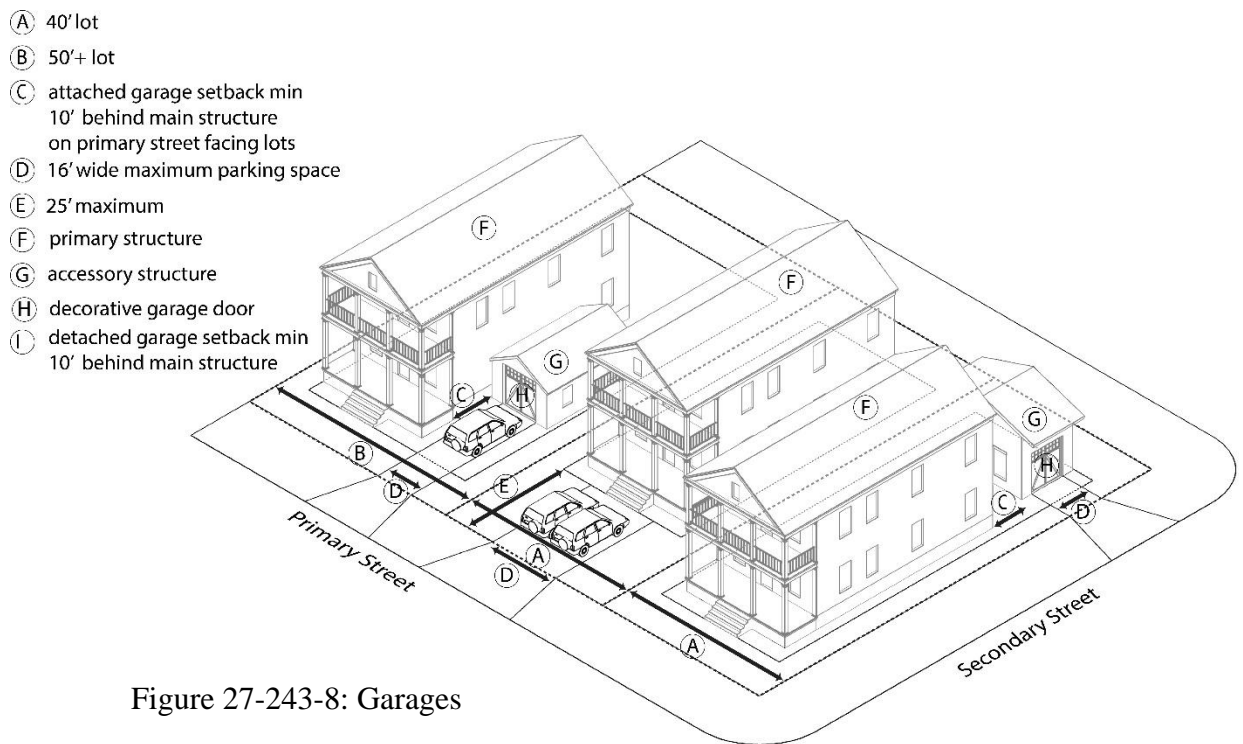 A 40' lot
B 50'+ lot
C attached garage setback min
10' behind main structure
on primary street facing lots
D 16' wide maximum parking space
E 25' maximum
F primary structure
G accessory structure
H decorative garage door
I detached garage setback min
10' behind main structure
F
F
G
C
H
F
G
B
H
E
D
C
D
A
D
A
Primary Street
Secondary Street
Figure 27-243-8: Garages